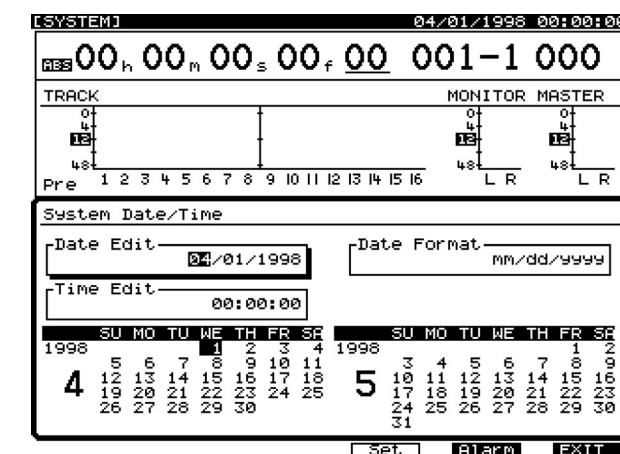 [SYSTEM] 04/01/1998 00:00:00
ABS 00h 00m 00s 00f 00 001-1 000
TRACK MONITOR MASTER
0 0 0
4 4 4
12 12 12
48 48 48
Pre 1 2 3 4 5 6 7 8 9 10 11 12 13 14 15 16 L R L R
System Date/Time
Date Edit Date Format
04/01/1998 mm/dd/yyyy
Time Edit
00:00:00
SU MO TU WE TH FR SA SU MO TU WE TH FR SA
1998 1 2 3 4 1998 1 2
5 6 7 8 9 10 11 3 4 5 6 7 8 9
4 12 13 14 15 16 17 18 5 10 11 12 13 14 15 16
19 20 21 22 23 24 25 17 18 19 20 21 22 23
26 27 28 29 30 24 25 26 27 28 29 30
31
Set Alarm EXIT